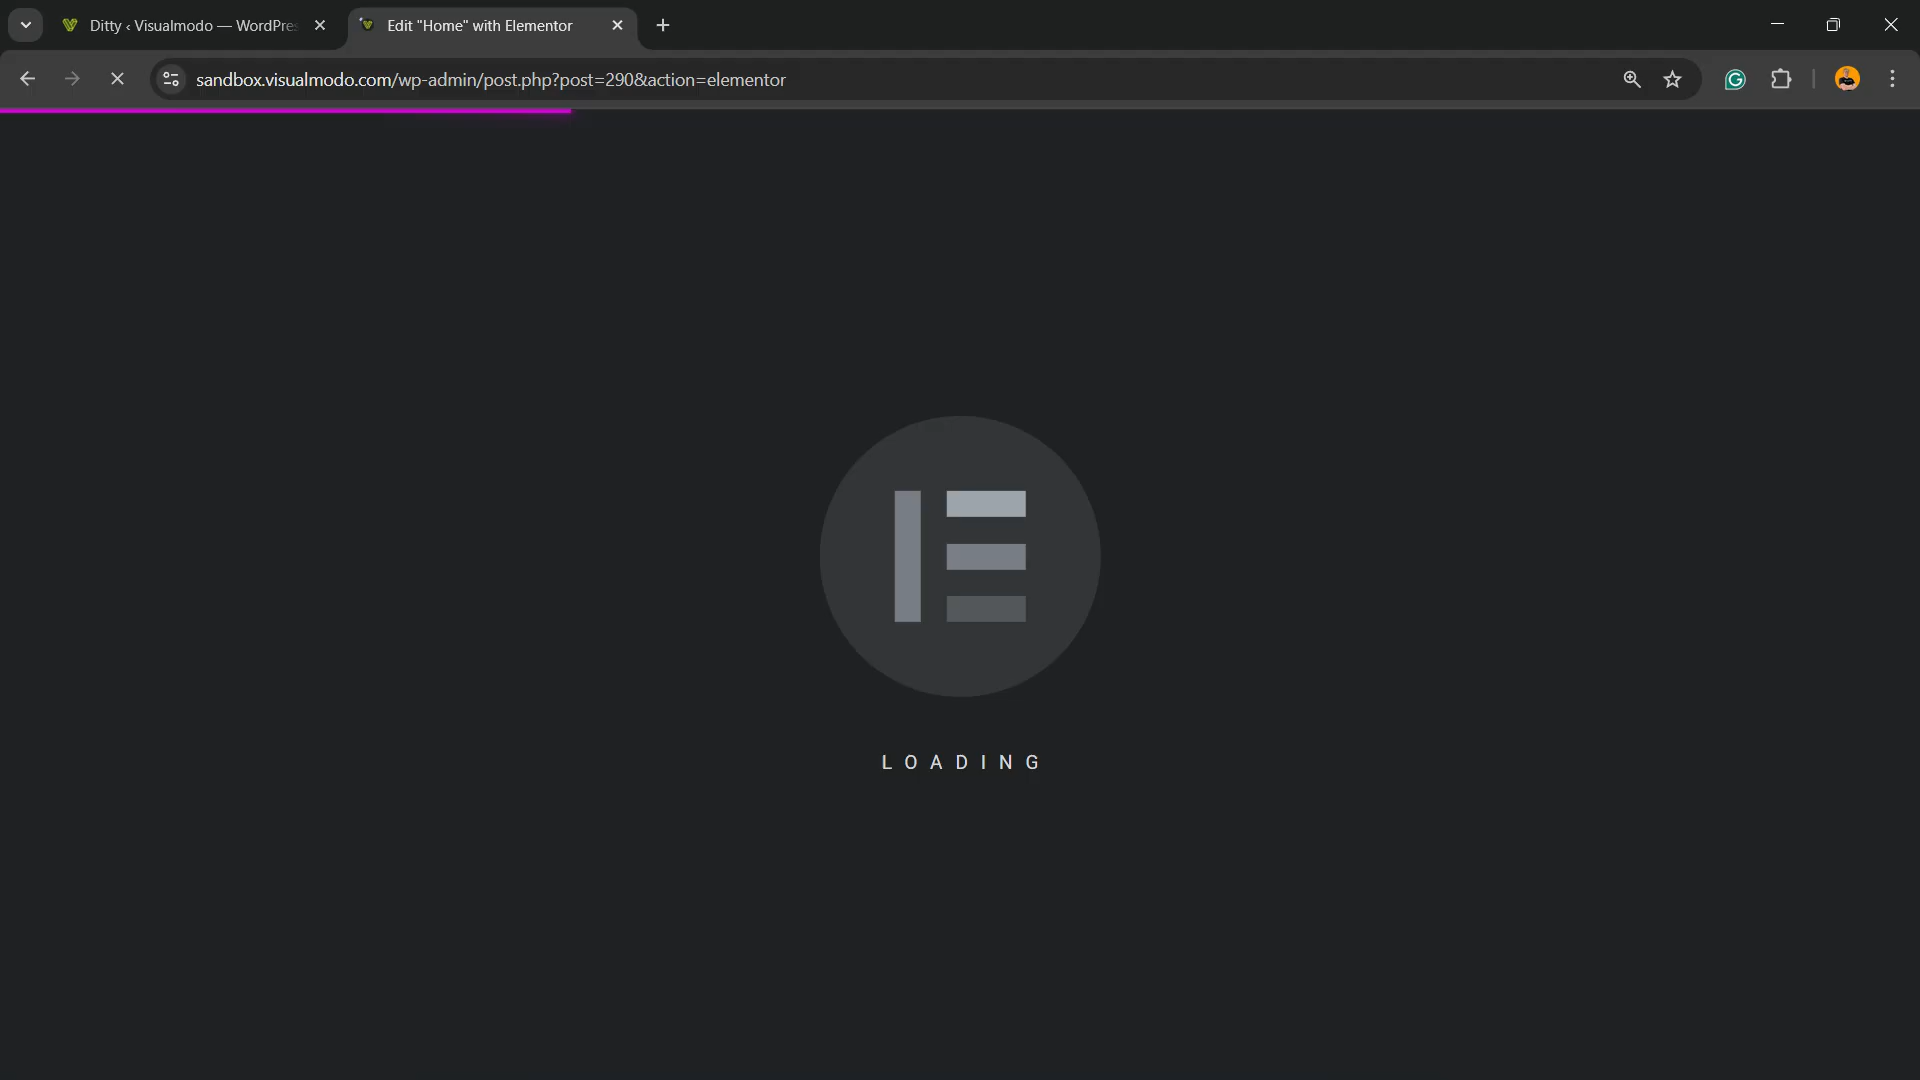 Ditty ‹ Visualmodo — WordPres
Edit "Home" with Elementor
sandbox.visualmodo.com/wp-admin/post.php?post=290&action=elementor
LOADING